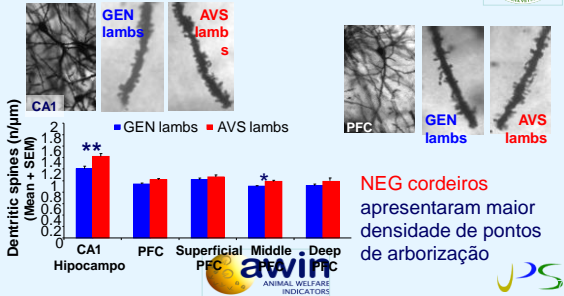 GEN
lambs
AVS
lamb
s
CA1
PFC
GEN
lambs
AVS
lambs
Dentritic spines (n/µm)
(Mean + SEM)
2
1.8
1.6
1.4
1.2
1
0.8
0.6
0.4
0.2
0
GEN lambs
AVS lambs
**
*
CA1
Hipocampo
PFC
Superficial
PFC
Middle
PFC
Deep
PFC
NEG cordeiros
apresentaram maior
densidade de pontos
de arborização
awin
ANIMAL WELFARE
INDICATORS